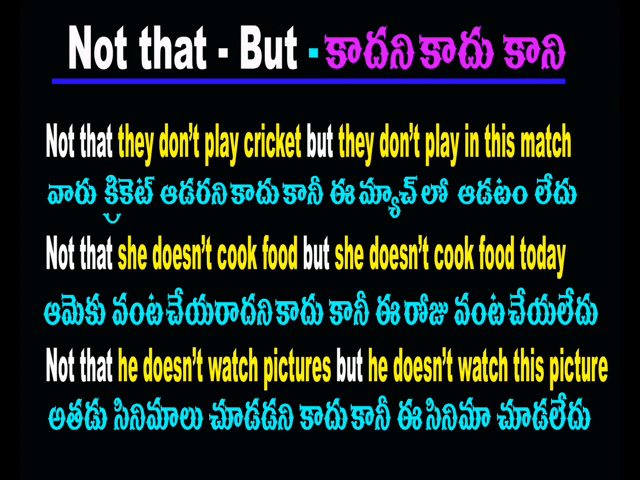 Not that - But - కాదని కాదు కాని
Not that they don't play cricket but they don't play in this match
వారు క్రికెట్ ఆడరని కాదు కానీ ఈ మ్యాచ్ లో ఆడటం లేదు
Not that she doesn't cook food but she doesn't cook food today
ఆమెకు వంట చేయరాదని కాదు కానీ ఈ రోజు వంట చేయలేదు
Not that he doesn't watch pictures but he doesn't watch this picture
అతడు సినిమాలు చూడడని కాదు కానీ ఈ సినిమా చూడలేదు